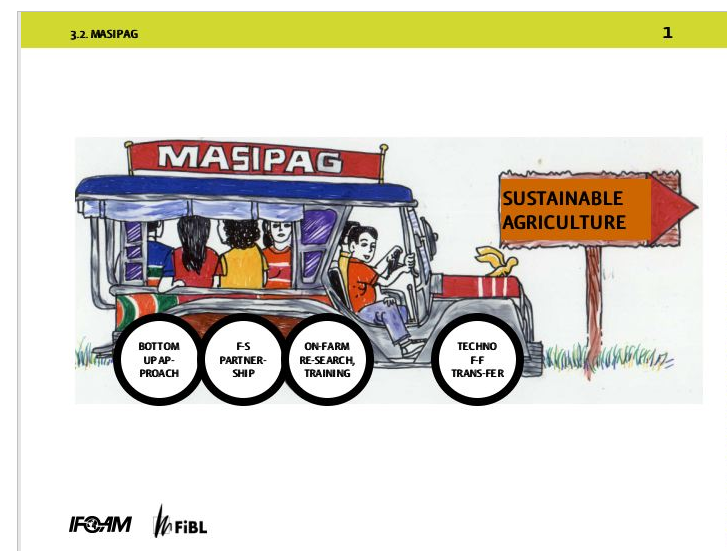 3.2. MASIPAG
1
MASIPAG
SUSTAINABLE
AGRICULTURE
BOTTOM
UP AP-
PROACH
F-S
PARTNER-
SHIP
ON-FARM
RE-SEARCH,
TRAINING
TECHNO
F-F
TRANS-FER
IFOAM
FiBL